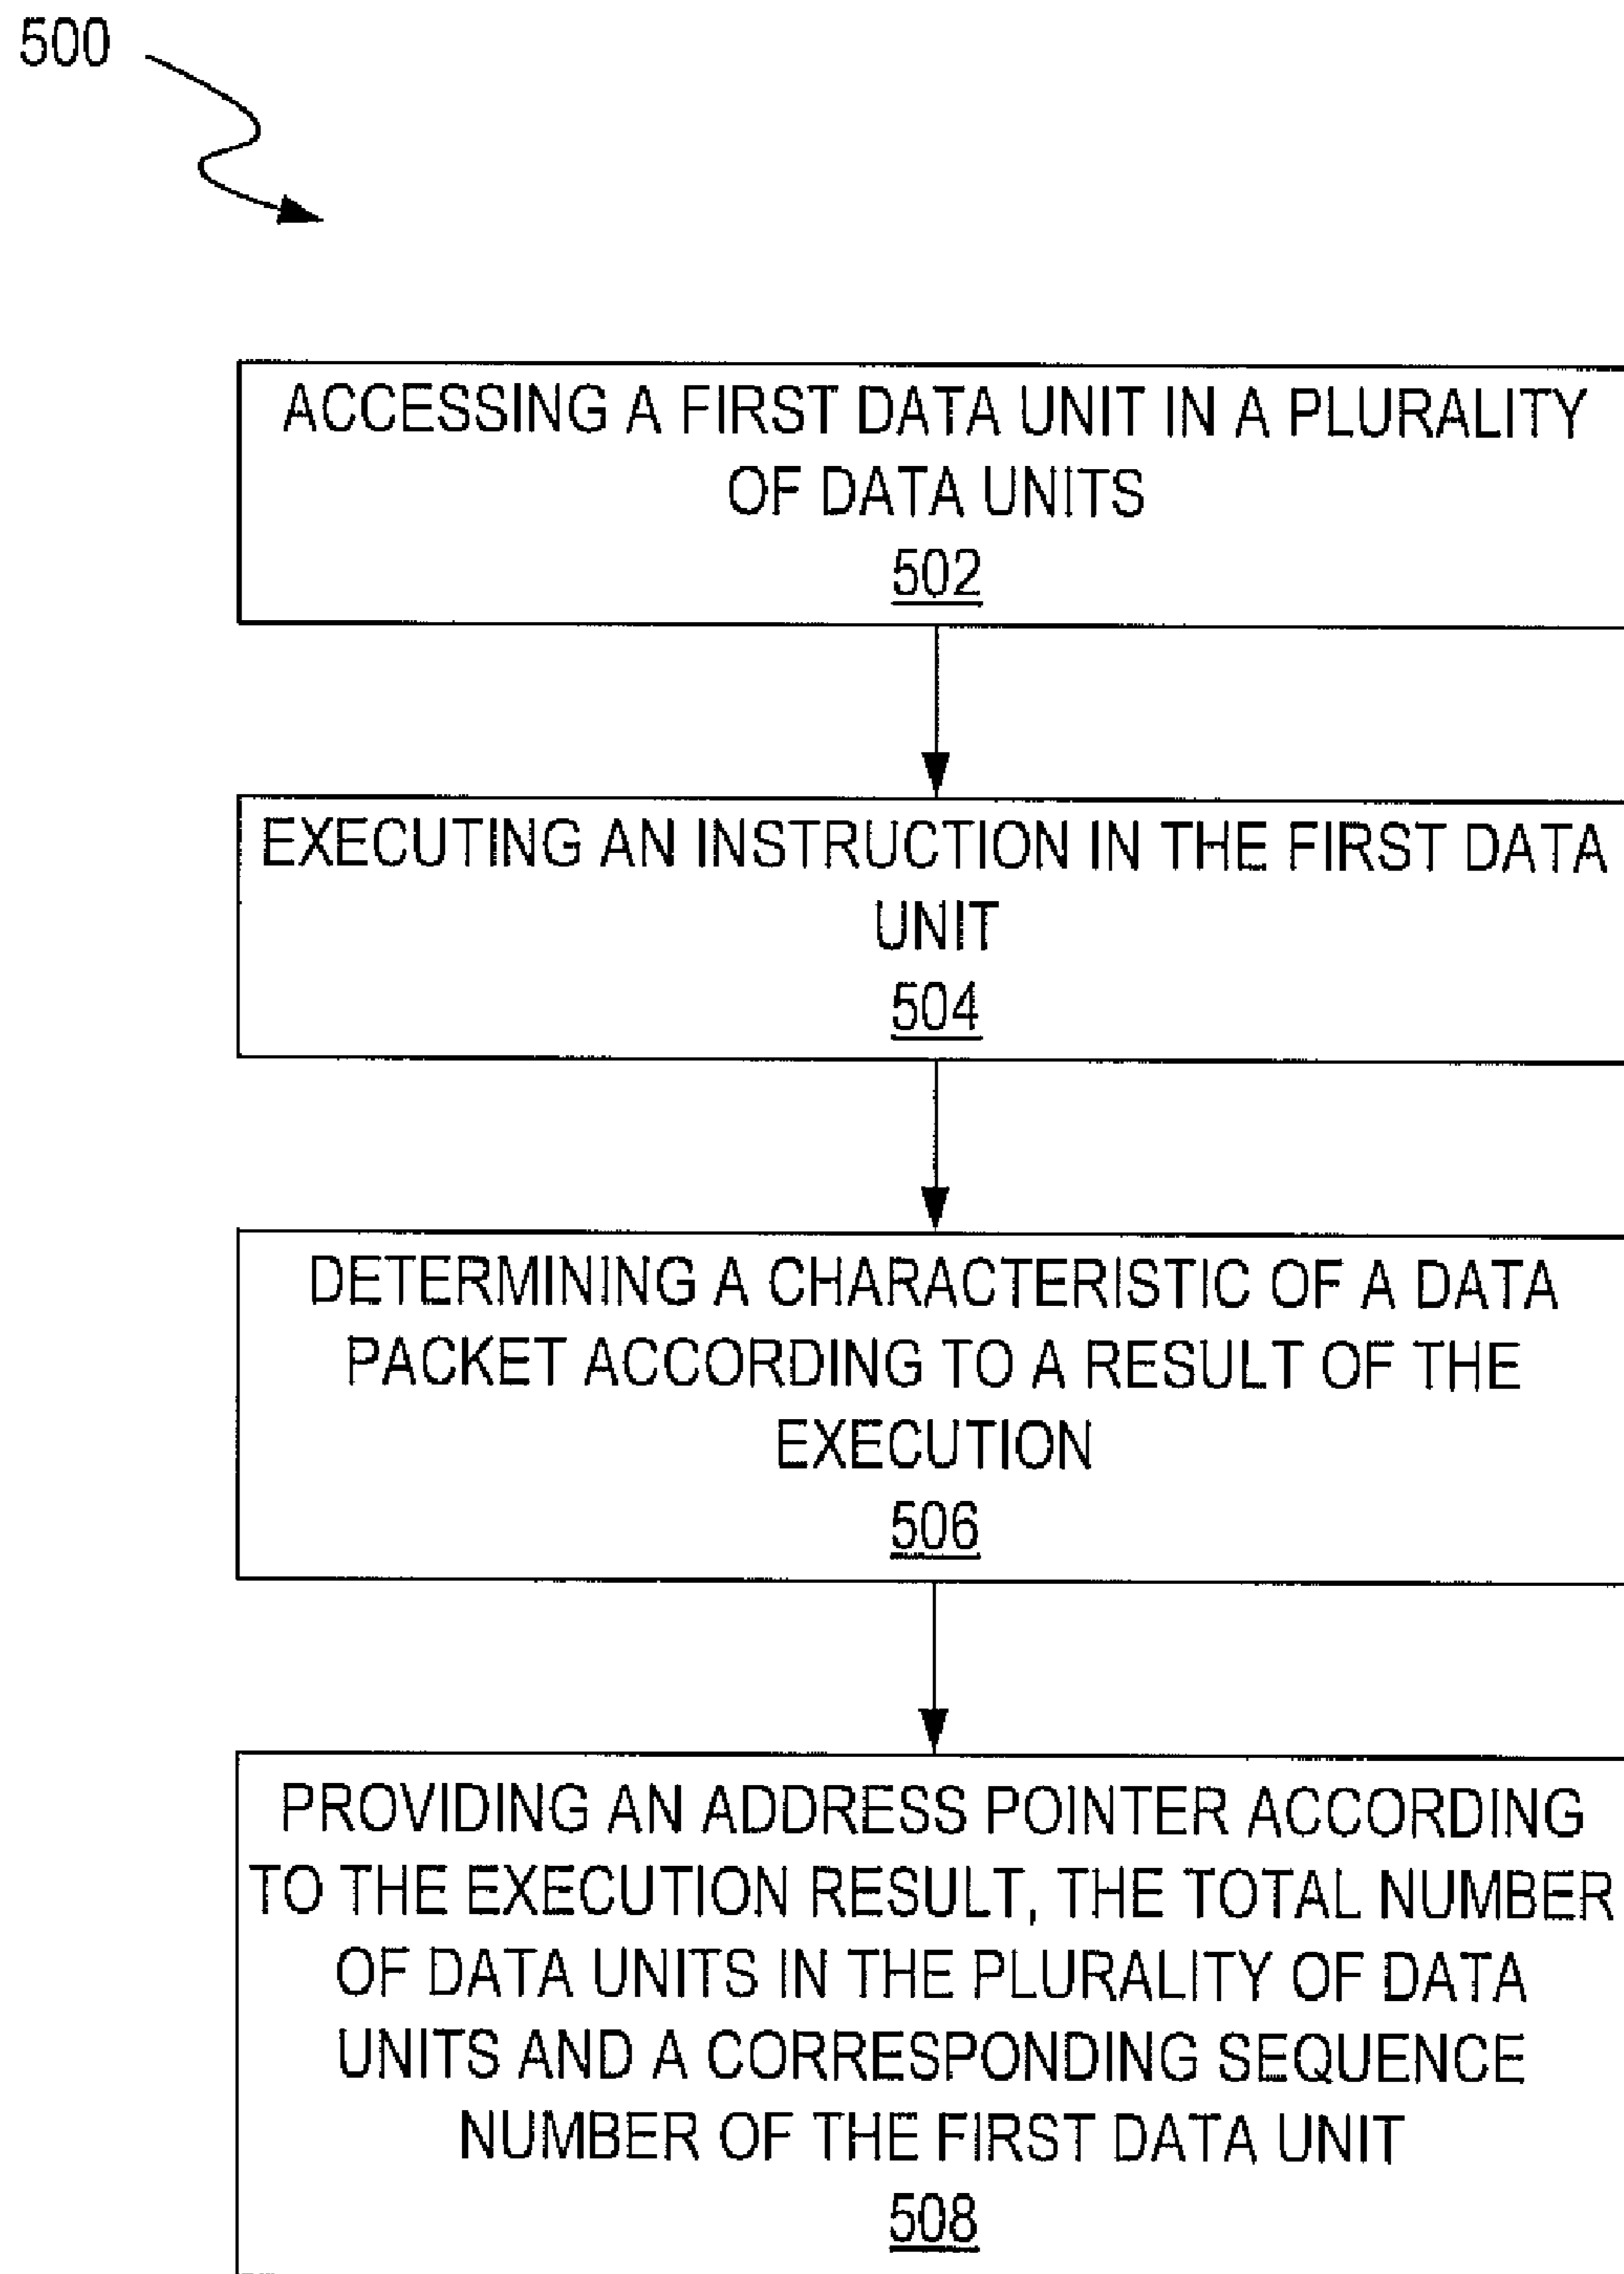 500
ACCESSING A FIRST DATA UNIT IN A PLURALITY
OF DATA UNITS
502
EXECUTING AN INSTRUCTION IN THE FIRST DATA
UNIT
504
DETERMINING A CHARACTERISTIC OF A DATA
PACKET ACCORDING TO A RESULT OF THE
EXECUTION
506
PROVIDING AN ADDRESS POINTER ACCORDING
TO THE EXECUTION RESULT, THE TOTAL NUMBER
OF DATA UNITS IN THE PLURALITY OF DATA
UNITS AND A CORRESPONDING SEQUENCE
NUMBER OF THE FIRST DATA UNIT
508